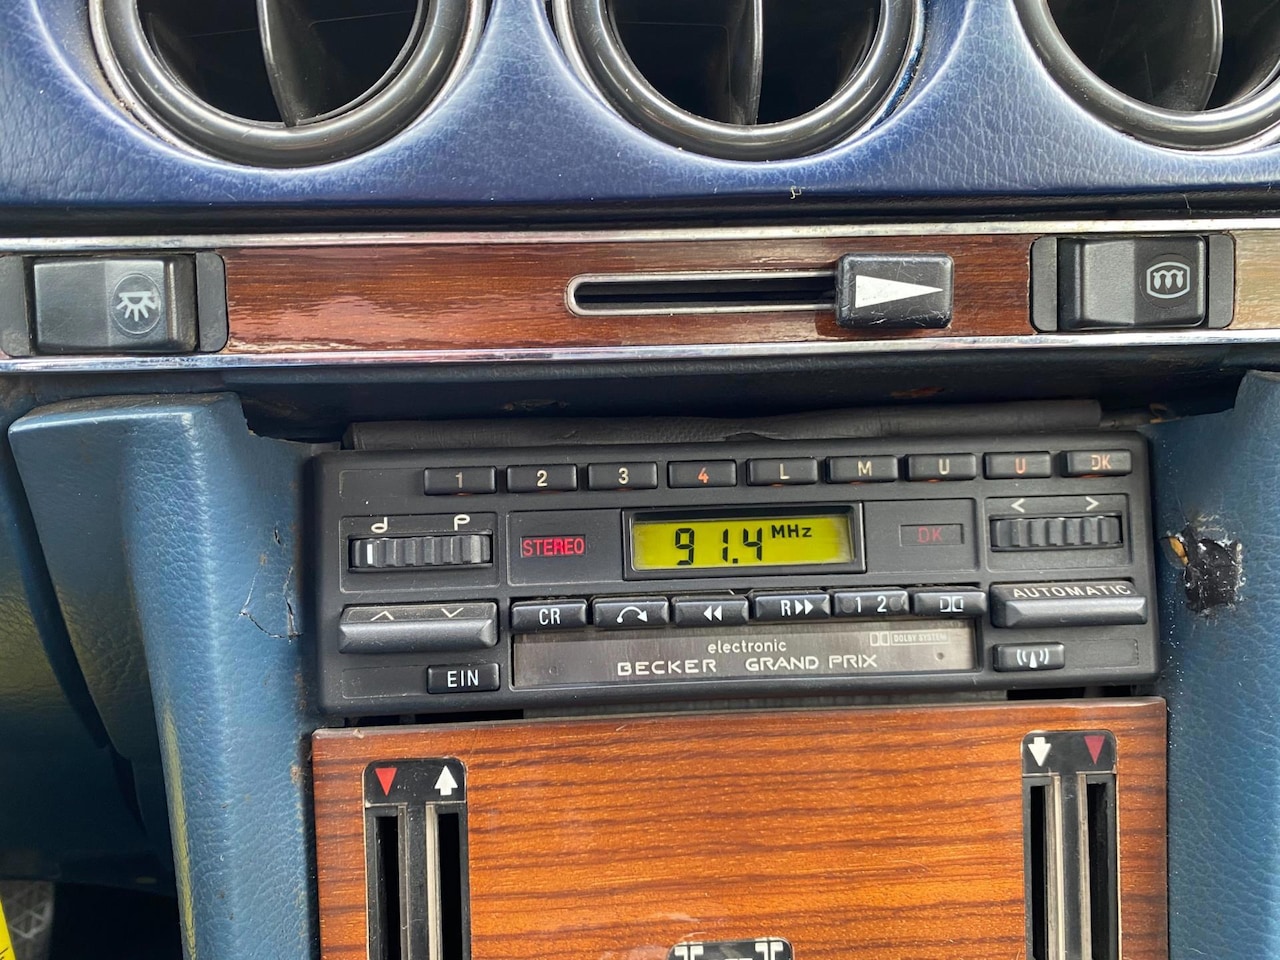 1 2 3 4 L M U U DK
d P
STEREO
91.4 MHz
DK
< >
CR
R
1 2
AUTOMATIC
electronic
BECKER GRAND PRIX
DOLBY SYSTEM
EIN